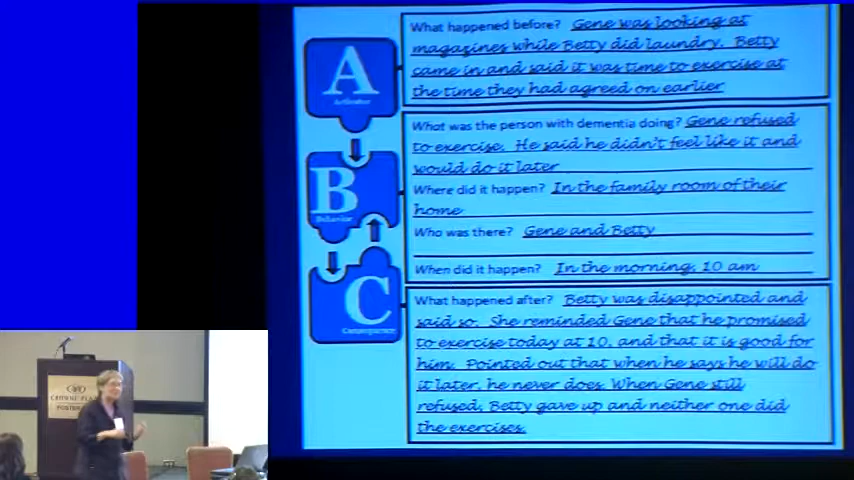 What happened before? Gene was looking at
magazines while Betty did laundry. Betty
came in and said it was time to exercise at
the time they had agreed on earlier
A
Activator
What was the person with dementia doing? Gene refused
to exercise. He said he didn't feel like it and
would do it later
Where did it happen? In the family room of their
home
Who was there? Gene and Betty
When did it happen? In the morning, 10 am
B
Behavior
What happened after? Betty was disappointed and
said so. She reminded Gene that he promised
to exercise today at 10, and that it is good for
him. Pointed out that when he says he will do
it later, he never does. When Gene still
refused, Betty gave up and neither one did
the exercises.
C
Consequence
CROWNE PLAZA